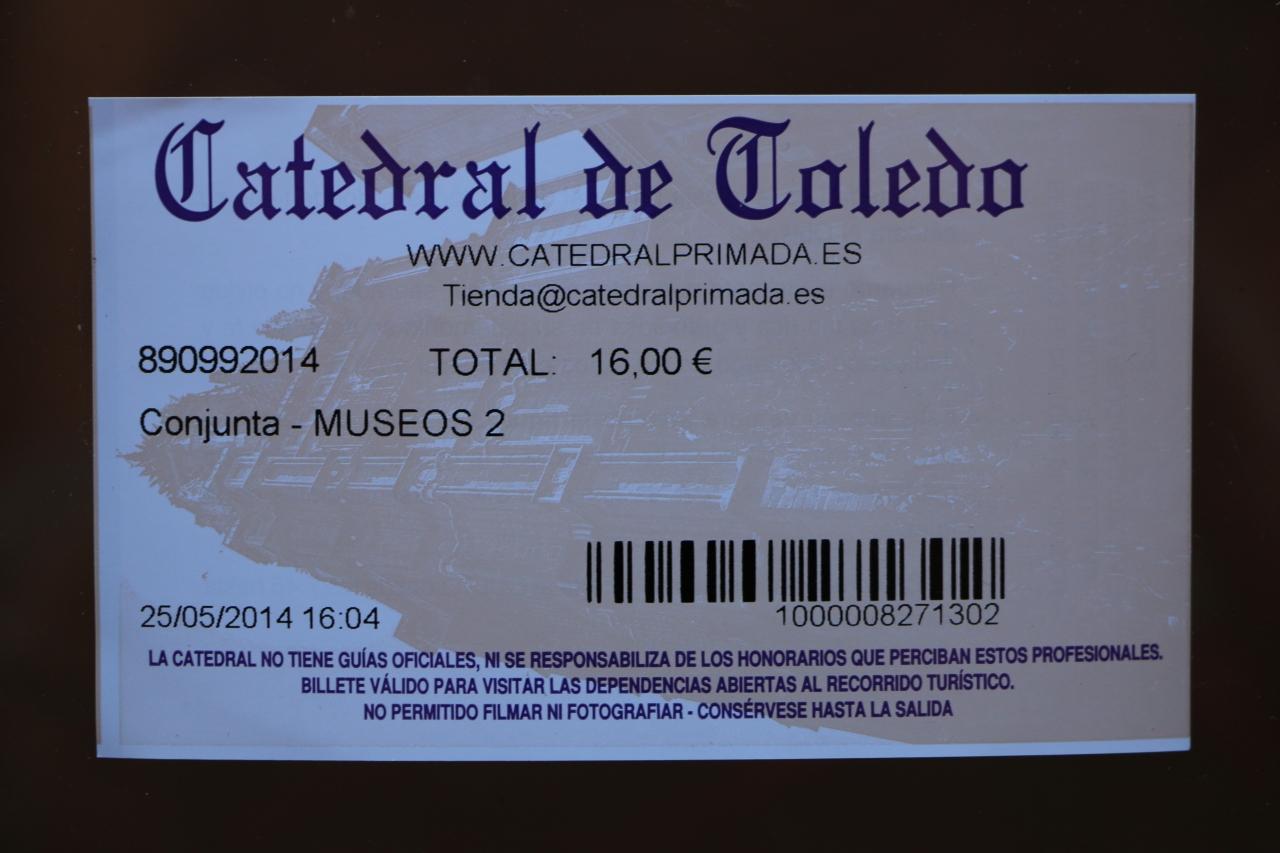 Catedral de Toledo
WWW.CATEDRALPRIMADA.ES
Tienda@catedralprimada.es
890992014 TOTAL: 16,00 €
Conjunta - MUSEOS 2
25/05/2014 16:04
1000008271302
LA CATEDRAL NO TIENE GUÍAS OFICIALES, NI SE RESPONSABILIZA DE LOS HONORARIOS QUE PERCIBAN ESTOS PROFESIONALES.
BILLETE VÁLIDO PARA VISITAR LAS DEPENDENCIAS ABIERTAS AL RECORRIDO TURÍSTICO.
NO PERMITIDO FILMAR NI FOTOGRAFIAR - CONSÉRVESE HASTA LA SALIDA